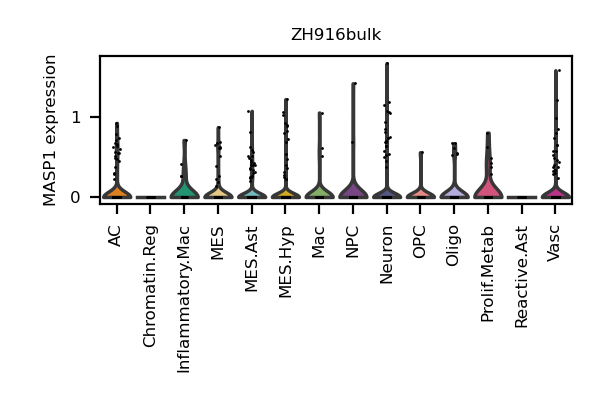 ZH916bulk
MASP1 expression
1
0
AC
Chromatin.Reg
Inflammatory.Mac
MES
MES.Ast
MES.Hyp
Mac
NPC
Neuron
OPC
Oligo
Prolif.Metab
Reactive.Ast
Vasc